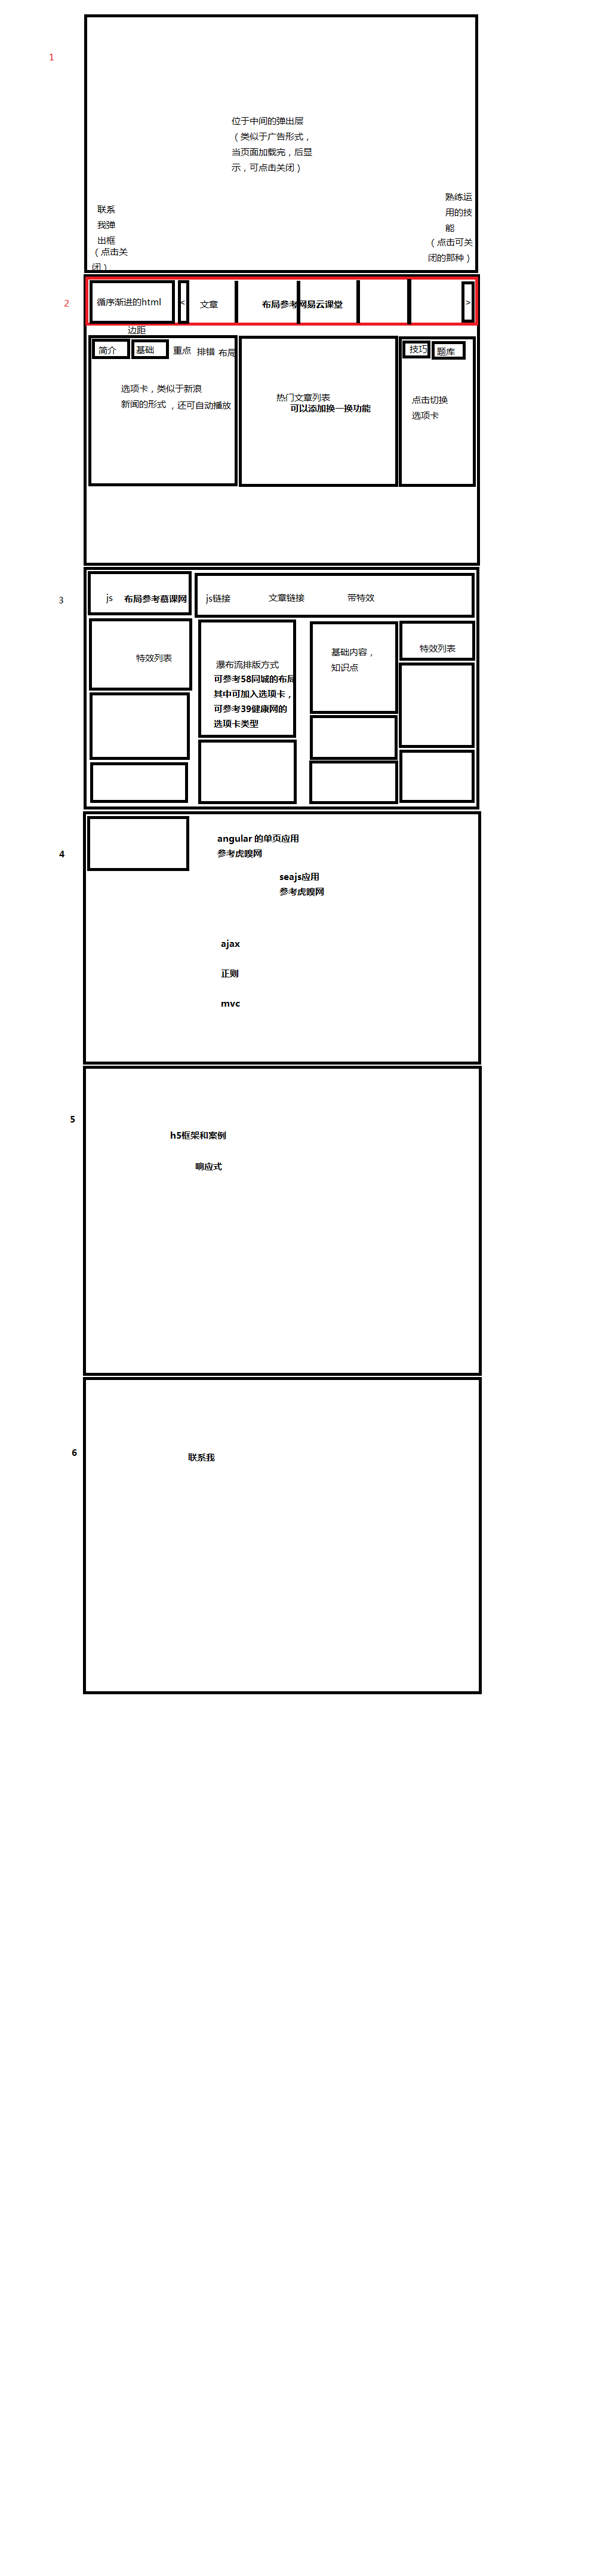 1
位于中间的弹出层
（类似于广告形式，
当页面加载完，后显
示，可点击关闭）
联系
我弹
出框
（点击关
闭）
熟练运
用的技
能
（点击可关
闭的那种）
2
循序渐进的html
<
文章
布局参考网易云课堂
>
边距
简介
基础
重点
排错
布局
选项卡，类似于新浪
新闻的形式，还可自动播放
热门文章列表
可以添加换一换功能
技巧
题库
点击切换
选项卡
3
js
布局参考慕课网
js链接
文章链接
带特效
特效列表
瀑布流排版方式
可参考58同城的布局
其中可加入选项卡，
可参考39健康网的
选项卡类型
基础内容，
知识点
特效列表
4
angular 的单页应用
参考虎嗅网
seajs应用
参考虎嗅网
ajax
正则
mvc
5
h5框架和案例
响应式
6
联系我